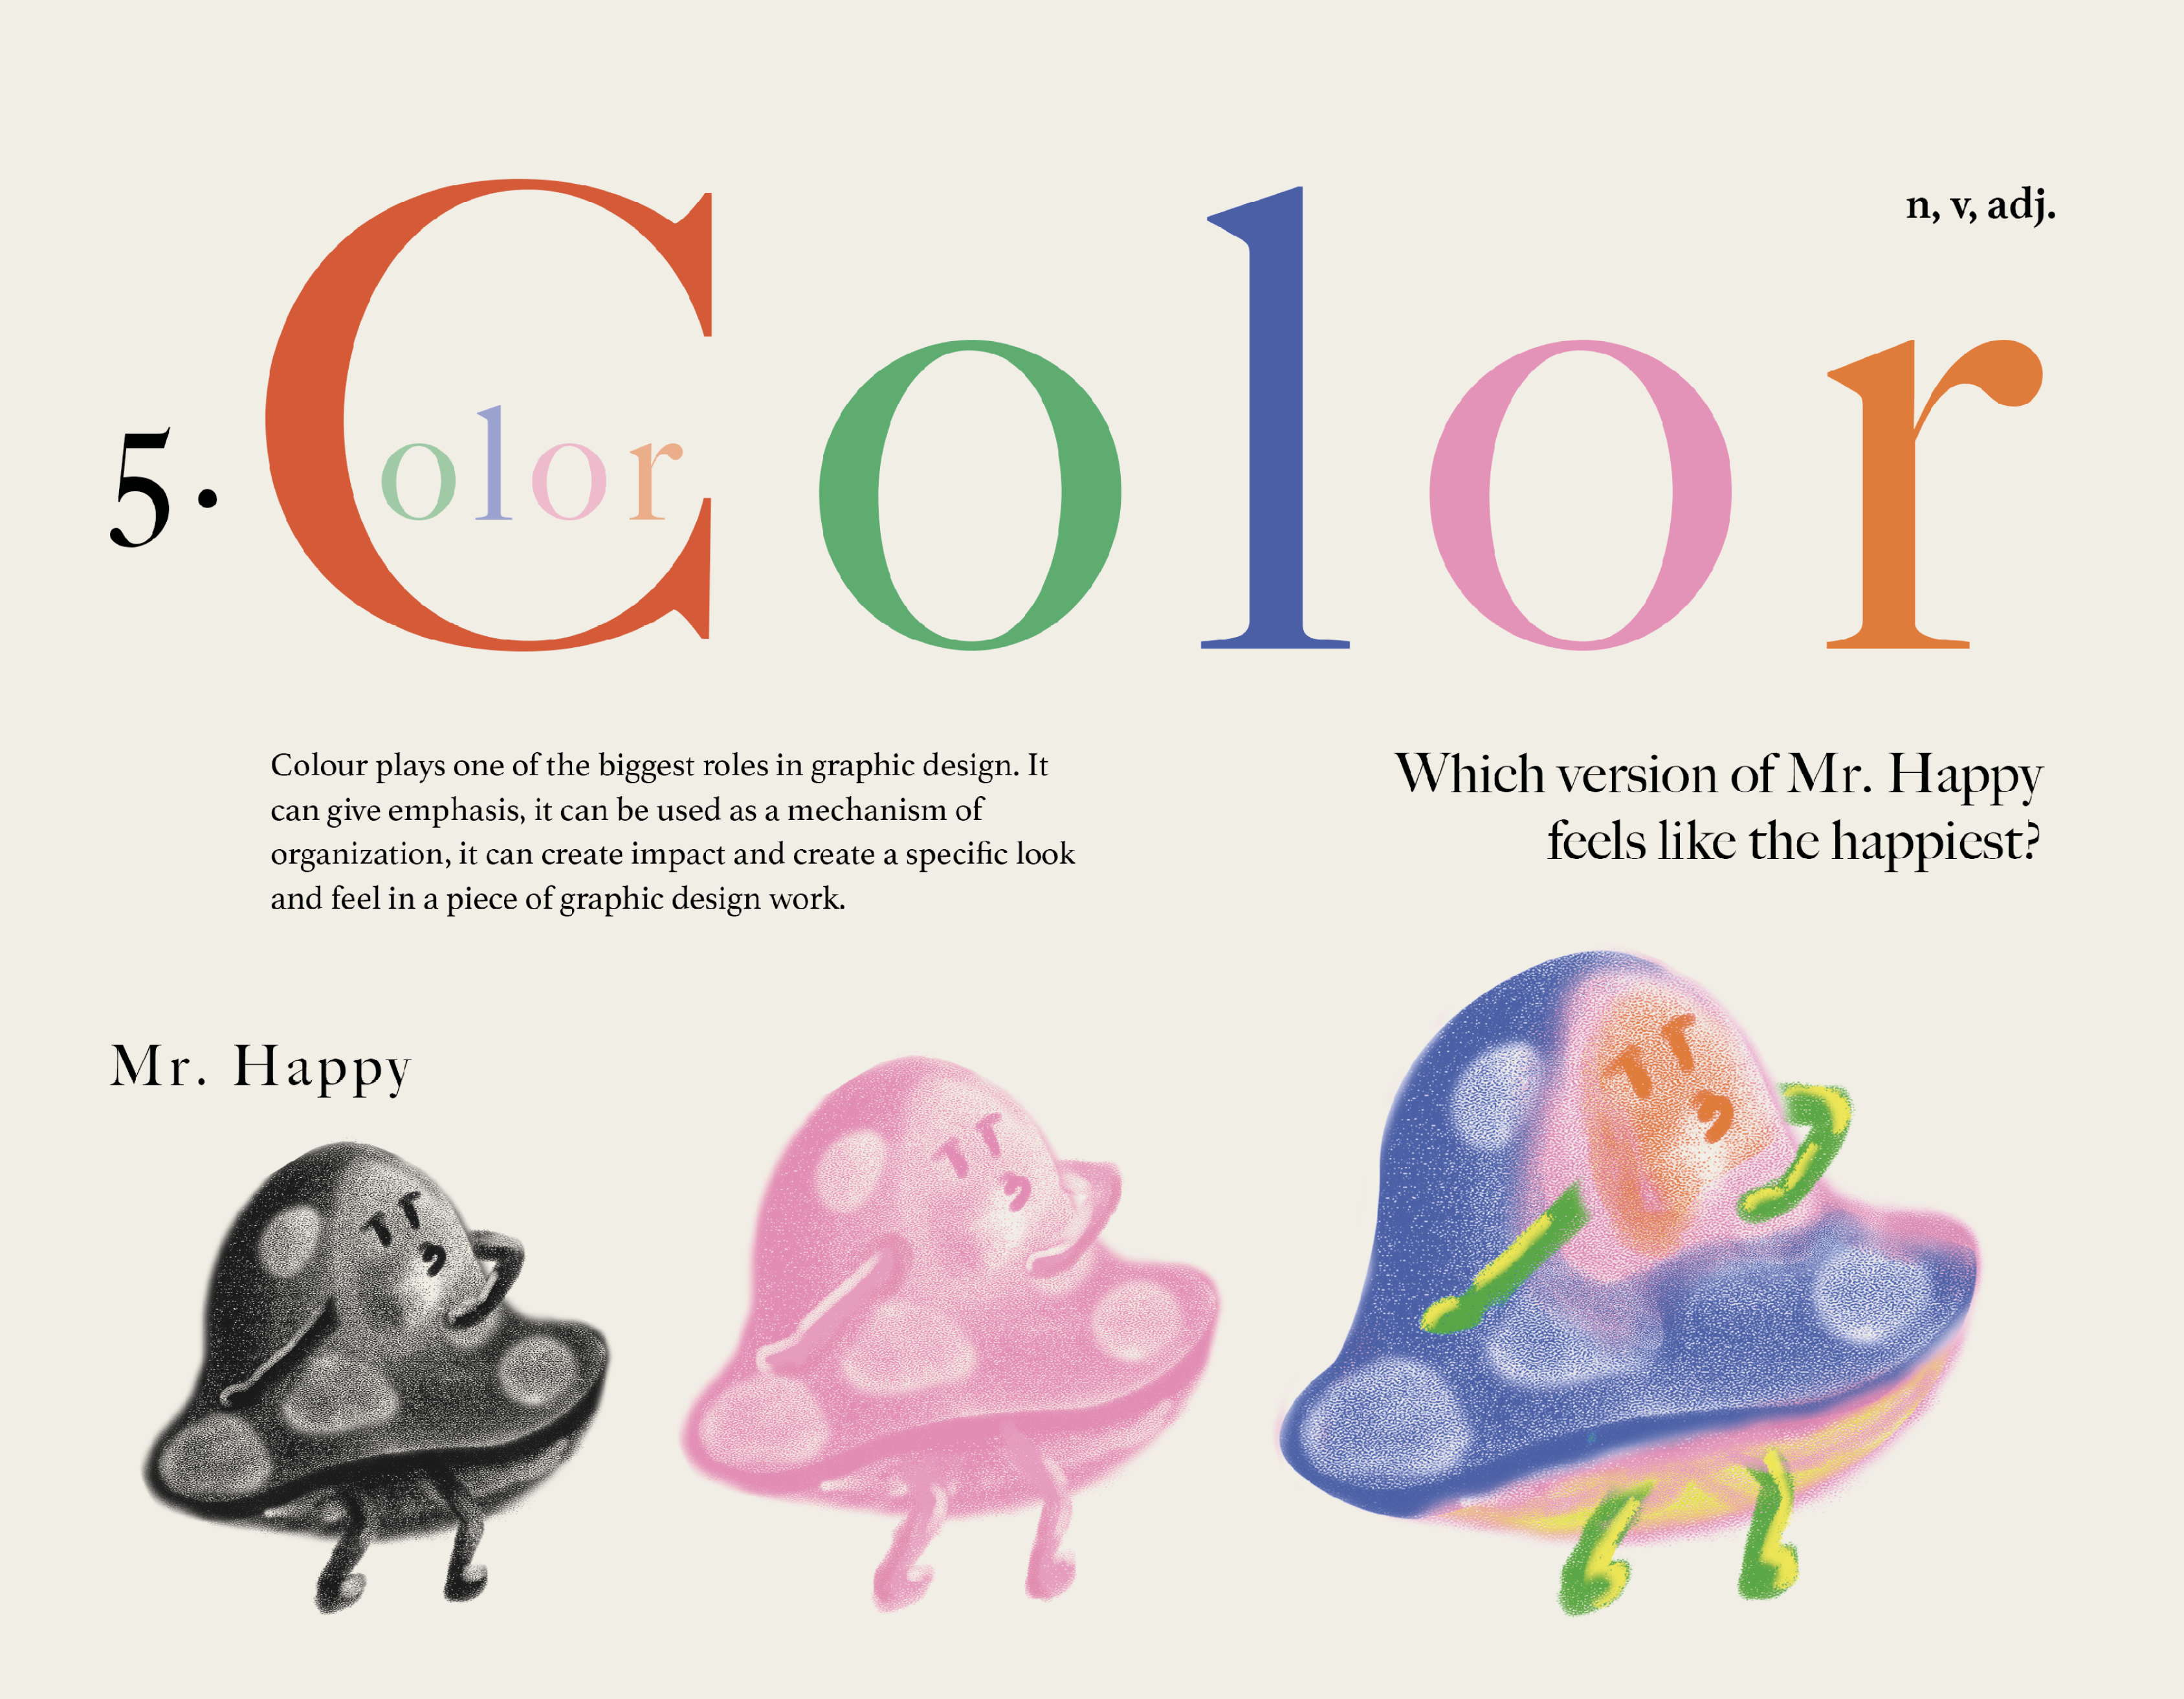 5. Color
olor
n, v, adj.
Colour plays one of the biggest roles in graphic design. It
can give emphasis, it can be used as a mechanism of
organization, it can create impact and create a specific look
and feel in a piece of graphic design work.
Which version of Mr. Happy
feels like the happiest?
Mr. Happy